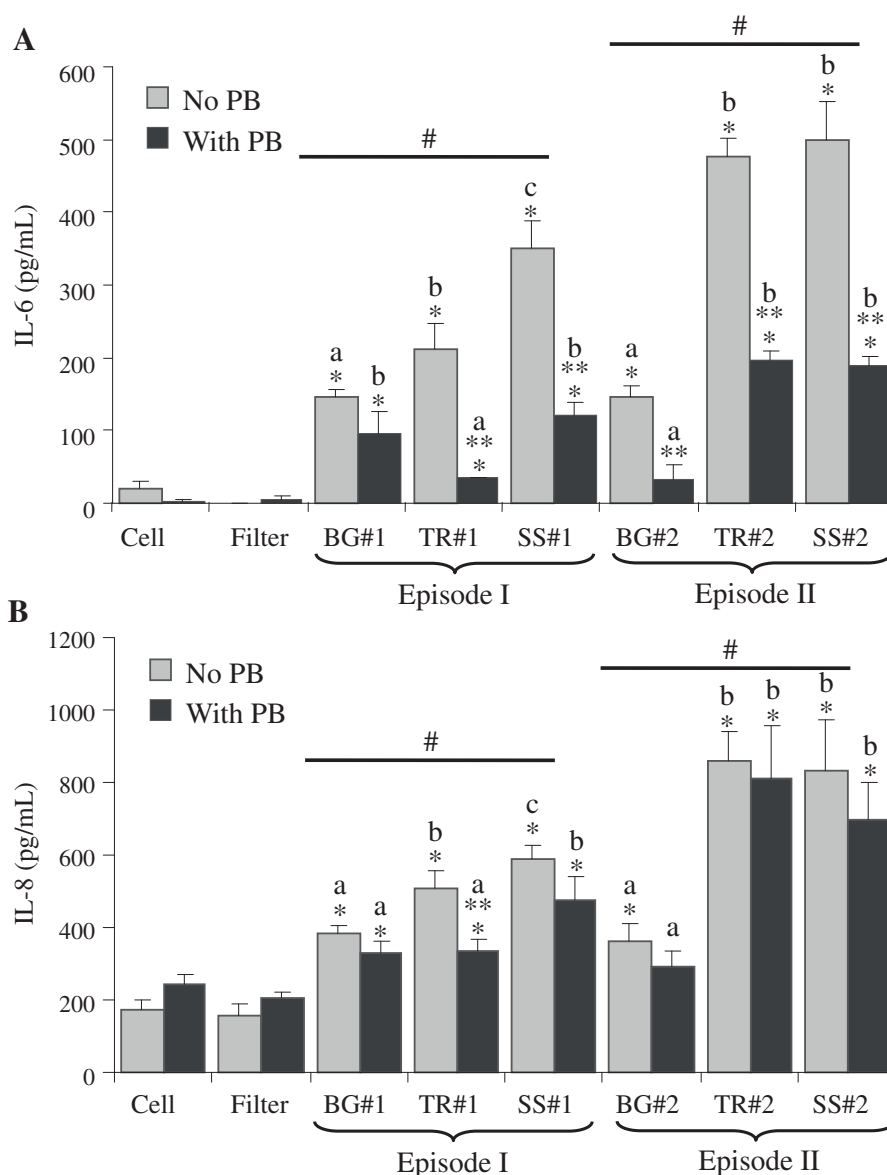 A
#
#
600
500
400
300
200
100
0
IL-6 (pg/mL)
No PB
With PB
a
*
b
*
b
*
a
**
*
c
*
b
**
*
a
*
a
**
b
*
b
**
*
b
*
b
**
*
Cell Filter BG#1 TR#1 SS#1 BG#2 TR#2 SS#2
Episode I Episode II
B
#
#
1200
1000
800
600
400
200
0
IL-8 (pg/mL)
No PB
With PB
a
*
a
*
b
*
a
**
*
c
*
b
*
a
*
a
b
*
b
*
b
*
b
*
Cell Filter BG#1 TR#1 SS#1 BG#2 TR#2 SS#2
Episode I Episode II